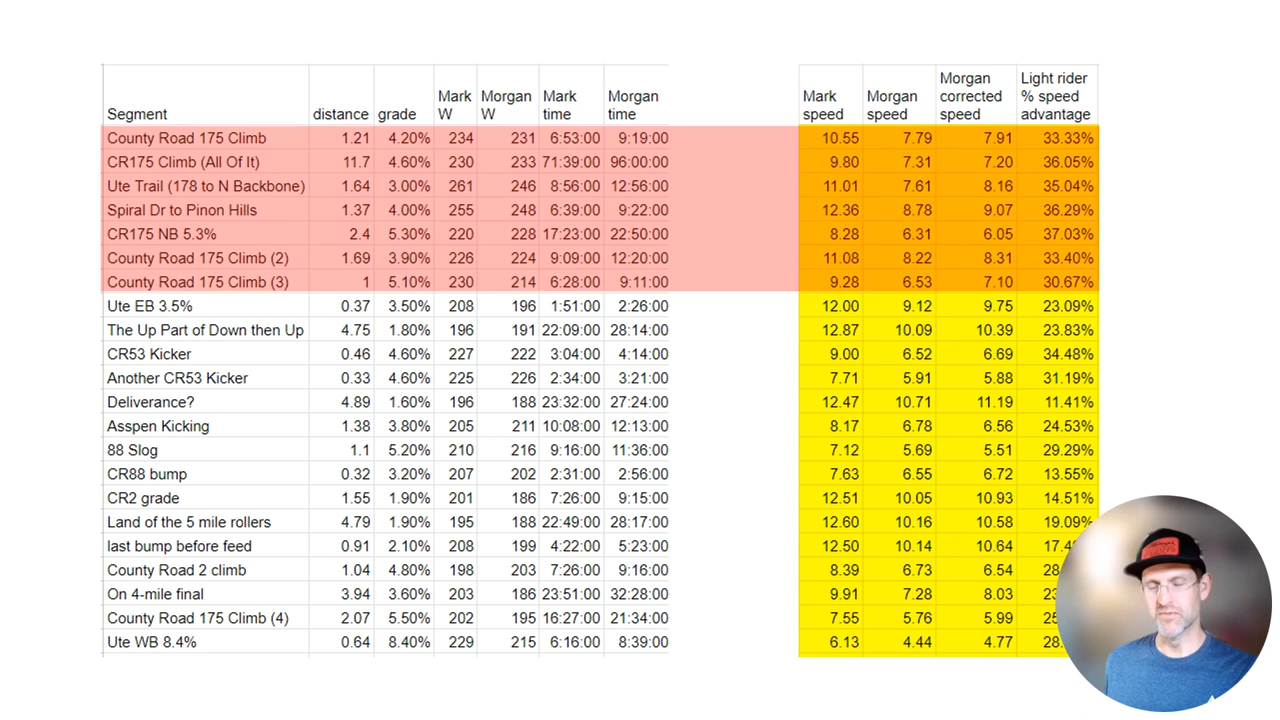 Segment distance grade Mark W Morgan W Mark time Morgan time Mark speed Morgan speed Morgan corrected speed Light rider % speed advantage
County Road 175 Climb 1.21 4.20% 234 231 6:53:00 9:19:00 10.55 7.79 7.91 33.33%
CR175 Climb (All Of It) 11.7 4.60% 230 233 71:39:00 96:00:00 9.80 7.31 7.20 36.05%
Ute Trail (178 to N Backbone) 1.64 3.00% 261 246 8:56:00 12:56:00 11.01 7.61 8.16 35.04%
Spiral Dr to Pinon Hills 1.37 4.00% 255 248 6:39:00 9:22:00 12.36 8.78 9.07 36.29%
CR175 NB 5.3% 2.4 5.30% 220 228 17:23:00 22:50:00 8.28 6.31 6.05 37.03%
County Road 175 Climb (2) 1.69 3.90% 226 224 9:09:00 12:20:00 11.08 8.22 8.31 33.40%
County Road 175 Climb (3) 1 5.10% 230 214 6:28:00 9:11:00 9.28 6.53 7.10 30.67%
Ute EB 3.5% 0.37 3.50% 208 196 1:51:00 2:26:00 12.00 9.12 9.75 23.09%
The Up Part of Down then Up 4.75 1.80% 196 191 22:09:00 28:14:00 12.87 10.09 10.39 23.83%
CR53 Kicker 0.46 4.60% 227 222 3:04:00 4:14:00 9.00 6.52 6.69 34.48%
Another CR53 Kicker 0.33 4.60% 225 226 2:34:00 3:21:00 7.71 5.91 5.88 31.19%
Deliverance? 4.89 1.60% 196 188 23:32:00 27:24:00 12.47 10.71 11.19 11.41%
Asspen Kicking 1.38 3.80% 205 211 10:08:00 12:13:00 8.17 6.78 6.56 24.53%
88 Slog 1.1 5.20% 210 216 9:16:00 11:36:00 7.12 5.69 5.51 29.29%
CR88 bump 0.32 3.20% 207 202 2:31:00 2:56:00 7.63 6.55 6.72 13.55%
CR2 grade 1.55 1.90% 201 186 7:26:00 9:15:00 12.51 10.05 10.93 14.51%
Land of the 5 mile rollers 4.79 1.90% 195 188 22:49:00 28:17:00 12.60 10.16 10.58 19.09%
last bump before feed 0.91 2.10% 208 199 4:22:00 5:23:00 12.50 10.14 10.64
County Road 2 climb 1.04 4.80% 198 203 7:26:00 9:16:00 8.39 6.73 6.54
On 4-mile final 3.94 3.60% 203 186 23:51:00 32:28:00 9.91 7.28 8.03
County Road 175 Climb (4) 2.07 5.50% 202 195 16:27:00 21:34:00 7.55 5.76 5.99
Ute WB 8.4% 0.64 8.40% 229 215 6:16:00 8:39:00 6.13 4.44 4.77